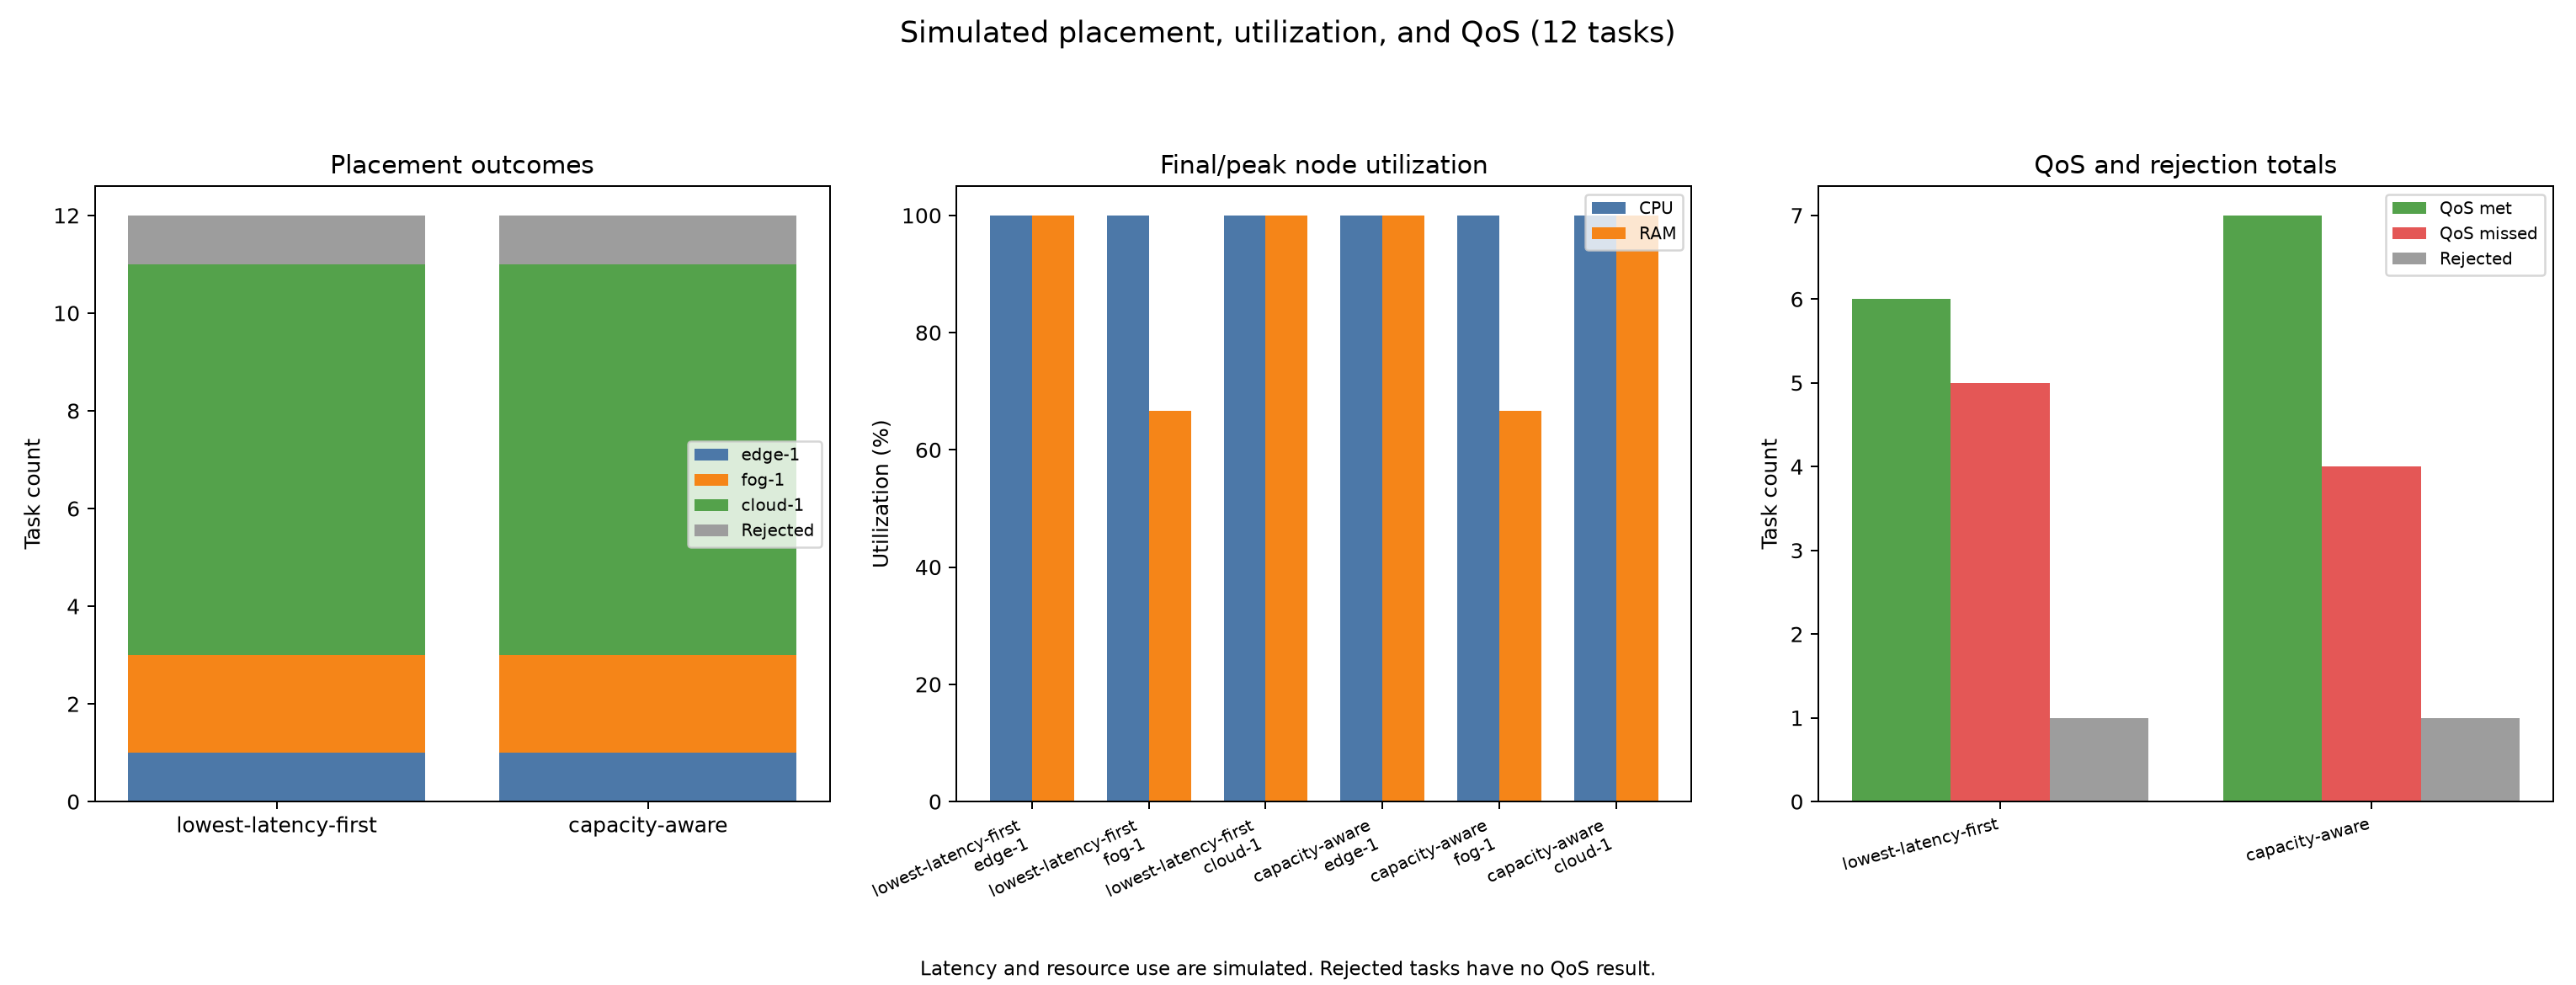 Simulated placement, utilization, and QoS (12 tasks)
Placement outcomes
Task count
12
10
8
6
4
2
0
edge-1
fog-1
cloud-1
Rejected
lowest-latency-first
capacity-aware
Final/peak node utilization
Utilization (%)
100
80
60
40
20
0
CPU
RAM
lowest-latency-first
edge-1
lowest-latency-first
fog-1
lowest-latency-first
cloud-1
capacity-aware
edge-1
capacity-aware
fog-1
capacity-aware
cloud-1
QoS and rejection totals
Task count
7
6
5
4
3
2
1
0
QoS met
QoS missed
Rejected
lowest-latency-first
capacity-aware
Latency and resource use are simulated. Rejected tasks have no QoS result.